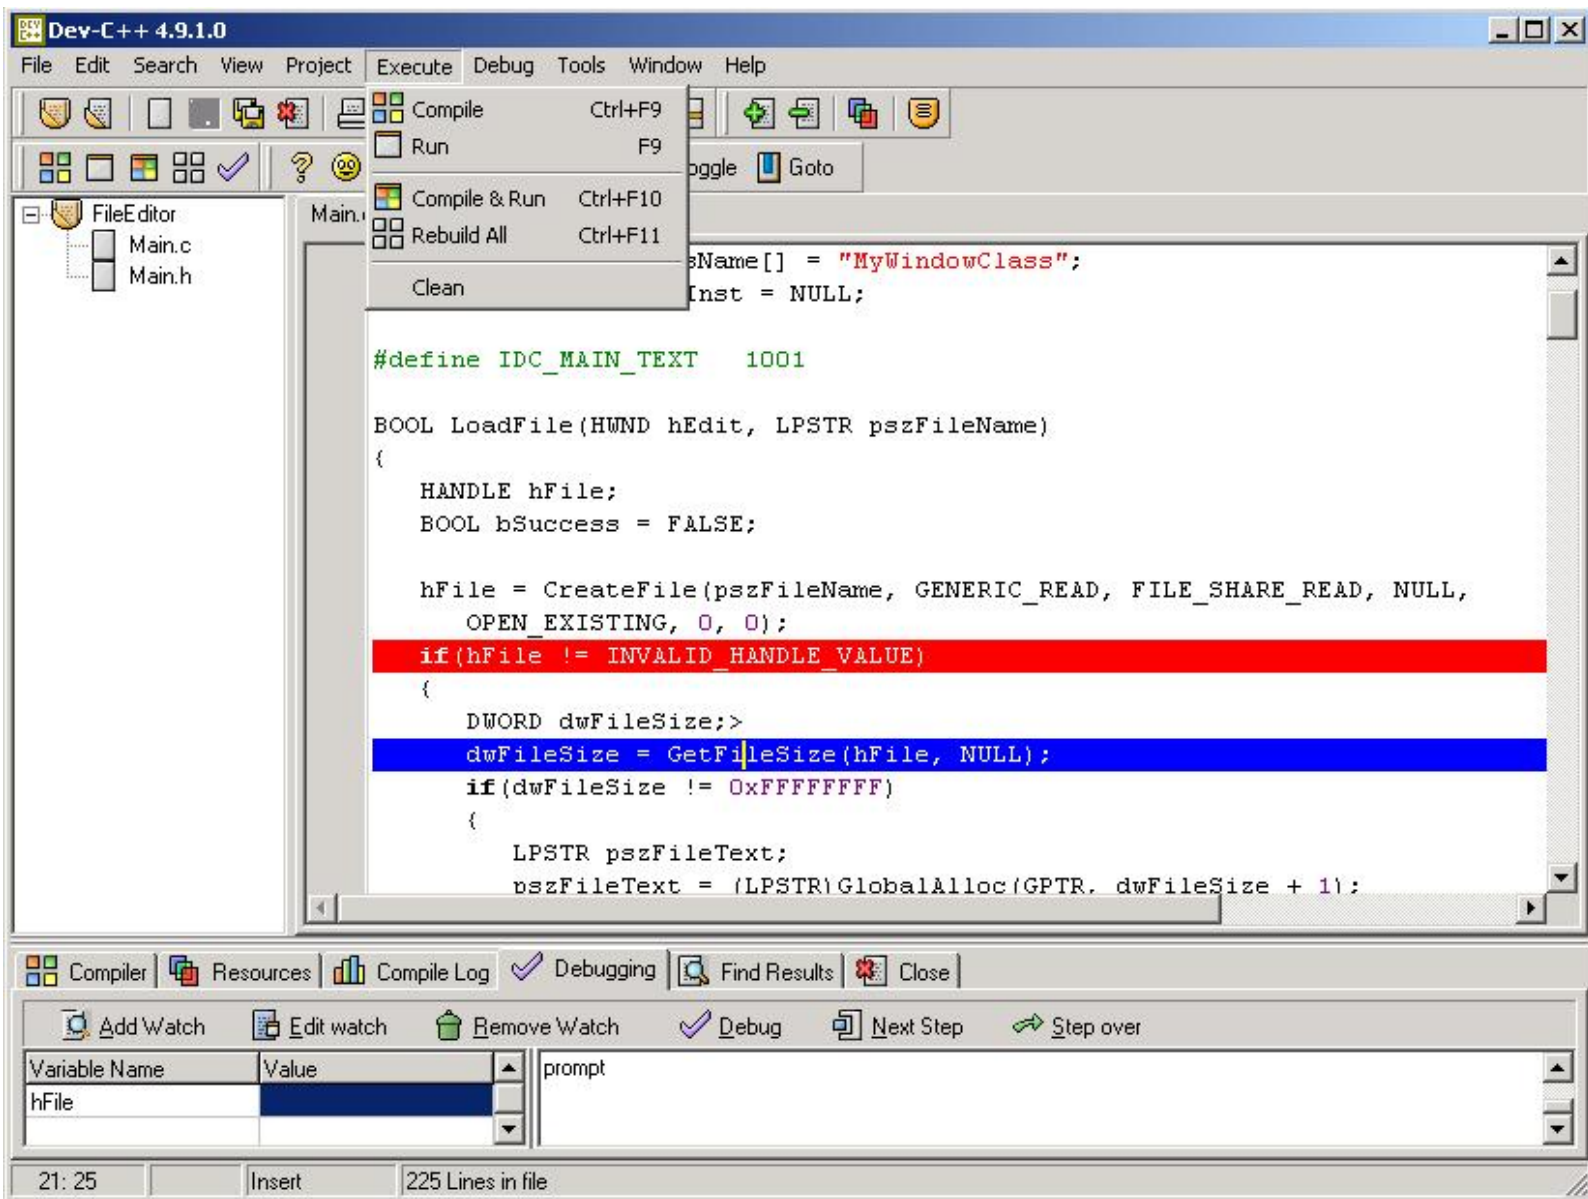 Dev-C++ 4.9.1.0
File Edit Search View Project Execute Debug Tools Window Help
Compile Ctrl+F9
Run F9
Compile & Run Ctrl+F10
Rebuild All Ctrl+F11
Clean
oggle Goto
FileEditor
Main.c
Main.h
Main.
sName[] = "MyWindowClass";
Inst = NULL;
#define IDC_MAIN_TEXT 1001
BOOL LoadFile(HWND hEdit, LPSTR pszFileName)
{
HANDLE hFile;
BOOL bSuccess = FALSE;
hFile = CreateFile(pszFileName, GENERIC_READ, FILE_SHARE_READ, NULL,
OPEN_EXISTING, 0, 0);
if(hFile != INVALID_HANDLE_VALUE)
{
DWORD dwFileSize;>
dwFileSize = GetFileSize(hFile, NULL);
if(dwFileSize != 0xFFFFFFFF)
{
LPSTR pszFileText;
pszFileText = (LPSTR)GlobalAlloc(GPTR, dwFileSize + 1);
Compiler Resources Compile Log Debugging Find Results Close
Add Watch Edit watch Remove Watch Debug Next Step Step over
Variable Name Value
hFile
prompt
21: 25 Insert 225 Lines in file